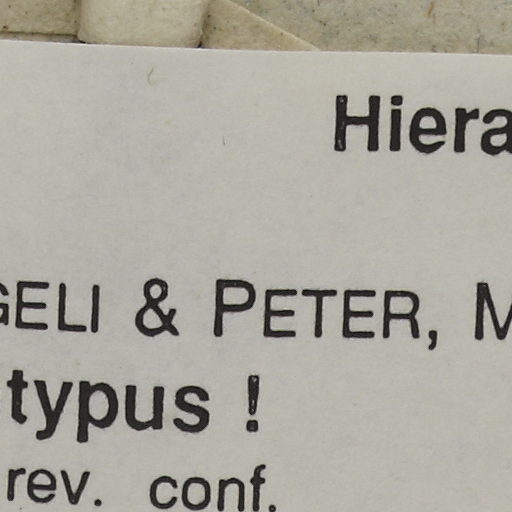 Hiera
GELI & PETER, M
typus !
rev. conf.